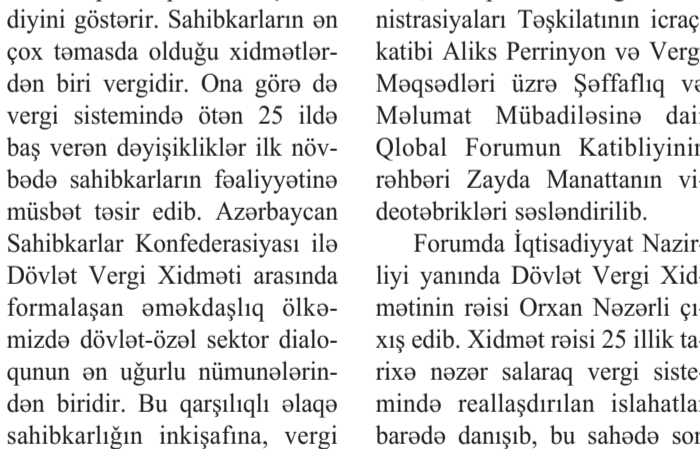 diyini göstərir. Sahibkarların ən
çox təmasda olduğu xidmətlər-
dən biri vergidir. Ona görə də
vergi sistemində ötən 25 ildə
baş verən dəyişikliklər ilk növ-
bədə sahibkarların fəaliyyətinə
müsbət təsir edib. Azərbaycan
Sahibkarlar Konfederasiyası ilə
Dövlət Vergi Xidməti arasında
formalaşan əməkdaşlıq ölkə-
mizdə dövlət-özəl sektor dialo-
qunun ən uğurlu nümunələrin-
dən biridir. Bu qarşılıqlı əlaqə
sahibkarlığın inkişafına, vergi
nistrasiyaları Təşkilatının icraç
katibi Aliks Perrinyon və Verg
Məqsədləri üzrə Şəffaflıq və
Məlumat Mübadiləsinə dai
Qlobal Forumun Katibliyinin
rəhbəri Zayda Manattanın vi-
deotəbrikləri səsləndirilib.
Forumda İqtisadiyyat Nazir-
liyi yanında Dövlət Vergi Xid-
mətinin rəisi Orxan Nəzərli çı-
xış edib. Xidmət rəisi 25 illik ta-
rixə nəzər salaraq vergi siste-
mində reallaşdırılan islahatla
barədə danışıb, bu sahədə son